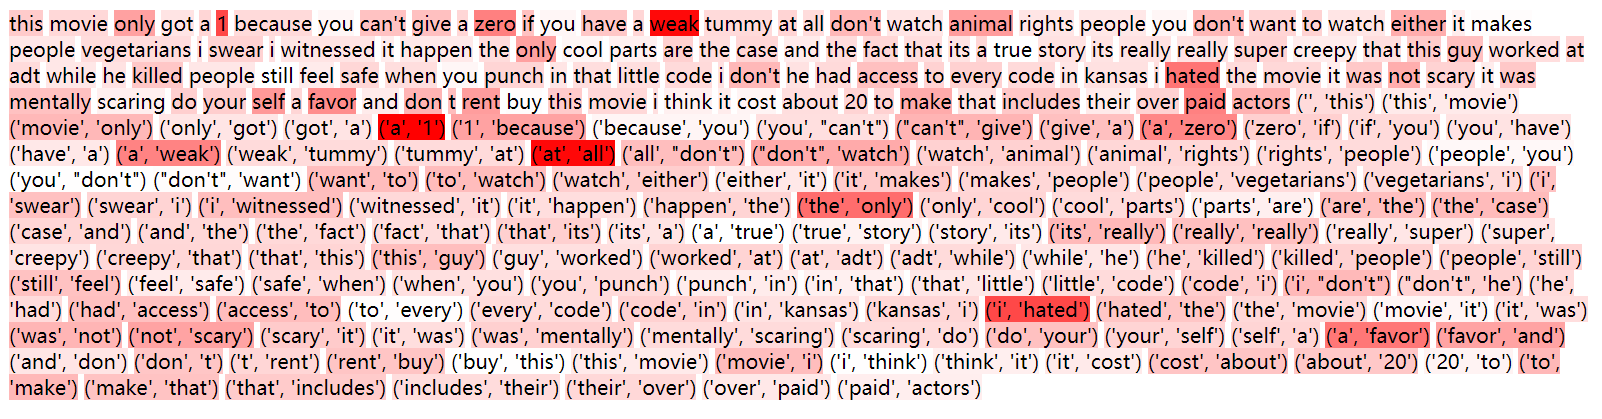 this movie only got a 1 because you can't give a zero if you have a weak tummy at all don't watch animal rights people you don't want to watch either it makes
people vegetarians i swear i witnessed it happen the only cool parts are the case and the fact that its a true story its really really super creepy that this guy worked at
adt while he killed people still feel safe when you punch in that little code i don't he had access to every code in kansas i hated the movie it was not scary it was
mentally scaring do your self a favor and don t rent buy this movie i think it cost about 20 to make that includes their over paid actors ('', 'this') ('this', 'movie')
('movie', 'only') ('only', 'got') ('got', 'a') ('a', '1') ('1', 'because') ('because', 'you') ('you', "can't") ("can't", 'give') ('give', 'a') ('a', 'zero') ('zero', 'if') ('if', 'you') ('you', 'have')
('have', 'a') ('a', 'weak') ('weak', 'tummy') ('tummy', 'at') ('at', 'all') ('all', "don't") ("don't", 'watch') ('watch', 'animal') ('animal', 'rights') ('rights', 'people') ('people', 'you')
('you', "don't") ("don't", 'want') ('want', 'to') ('to', 'watch') ('watch', 'either') ('either', 'it') ('it', 'makes') ('makes', 'people') ('people', 'vegetarians') ('vegetarians', 'i') ('i',
'swear') ('swear', 'i') ('i', 'witnessed') ('witnessed', 'it') ('it', 'happen') ('happen', 'the') ('the', 'only') ('only', 'cool') ('cool', 'parts') ('parts', 'are') ('are', 'the') ('the', 'case')
('case', 'and') ('and', 'the') ('the', 'fact') ('fact', 'that') ('that', 'its') ('its', 'a') ('a', 'true') ('true', 'story') ('story', 'its') ('its', 'really') ('really', 'really') ('really', 'super') ('super',
'creepy') ('creepy', 'that') ('that', 'this') ('this', 'guy') ('guy', 'worked') ('worked', 'at') ('at', 'adt') ('adt', 'while') ('while', 'he') ('he', 'killed') ('killed', 'people') ('people', 'still')
('still', 'feel') ('feel', 'safe') ('safe', 'when') ('when', 'you') ('you', 'punch') ('punch', 'in') ('in', 'that') ('that', 'little') ('little', 'code') ('code', 'i') ('i', "don't") ("don't", 'he') ('he',
'had') ('had', 'access') ('access', 'to') ('to', 'every') ('every', 'code') ('code', 'in') ('in', 'kansas') ('kansas', 'i') ('i', 'hated') ('hated', 'the') ('the', 'movie') ('movie', 'it') ('it', 'was')
('was', 'not') ('not', 'scary') ('scary', 'it') ('it', 'was') ('was', 'mentally') ('mentally', 'scaring') ('scaring', 'do') ('do', 'your') ('your', 'self') ('self', 'a') ('a', 'favor') ('favor', 'and')
('and', 'don') ('don', 't') ('t', 'rent') ('rent', 'buy') ('buy', 'this') ('this', 'movie') ('movie', 'i') ('i', 'think') ('think', 'it') ('it', 'cost') ('cost', 'about') ('about', '20') ('20', 'to') ('to',
'make') ('make', 'that') ('that', 'includes') ('includes', 'their') ('their', 'over') ('over', 'paid') ('paid', 'actors')